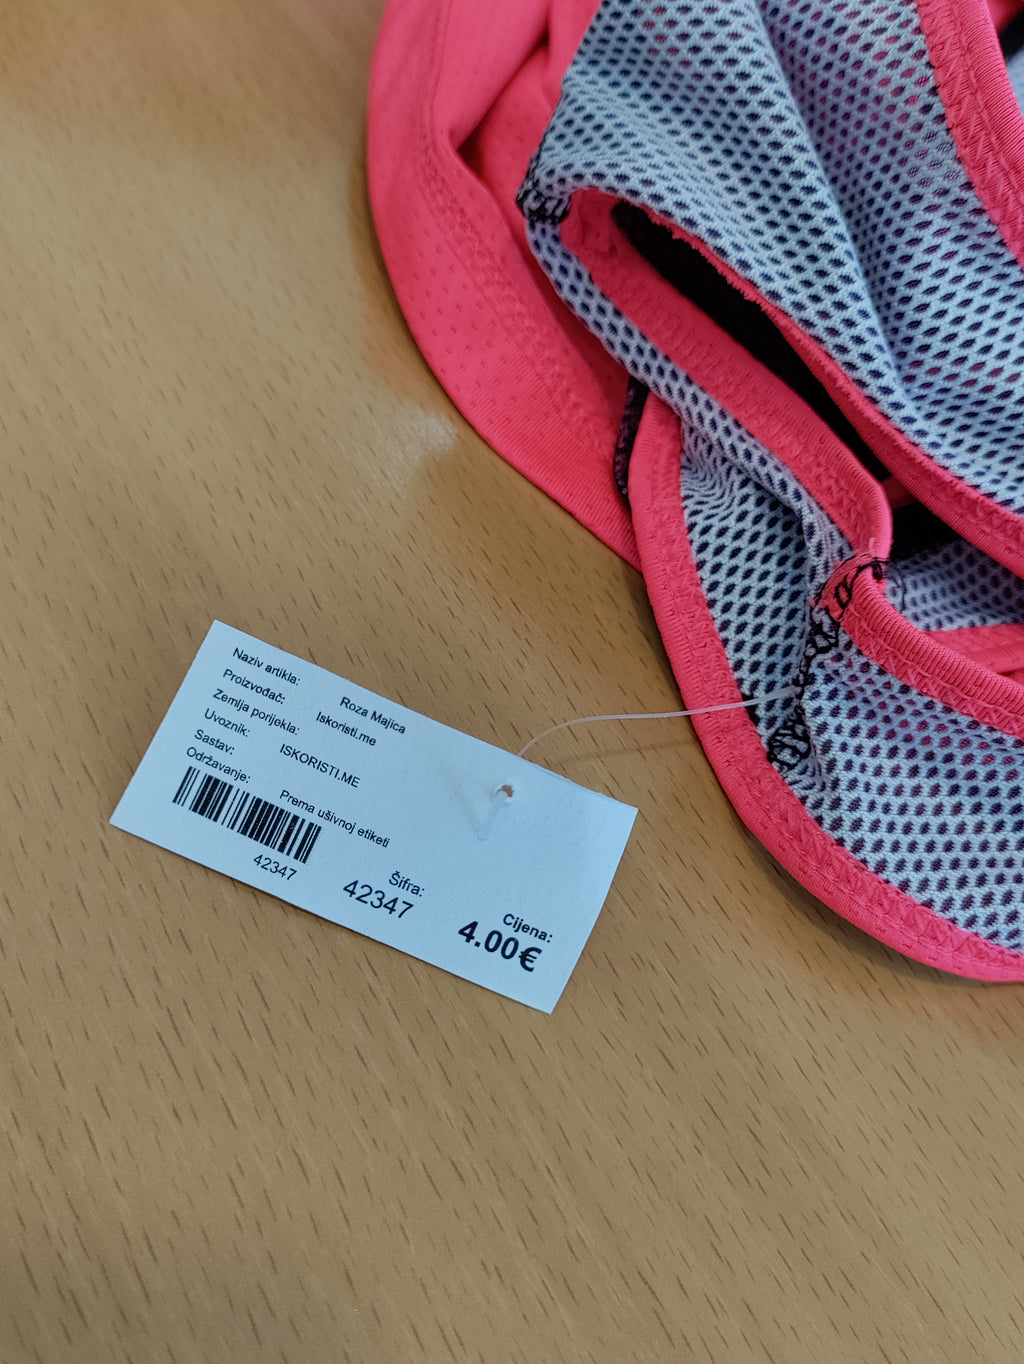 Naziv artikla: Roza Majica
Proizvođač: Iskoristi.me
Zemlja porijekla:
Uvoznik: ISKORISTI.ME
Sastav:
Održavanje: Prema ušivnoj etiketi
42347
Šifra:
42347
Cijena:
4.00€